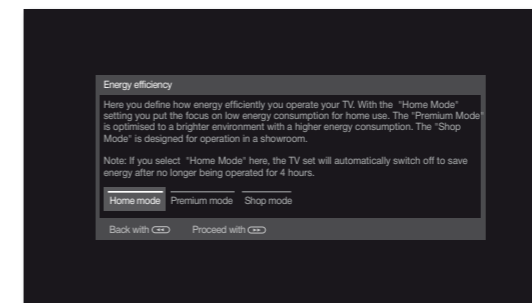 Energy efficiency
Here you define how energy efficiently you operate your TV. With the "Home Mode"
setting you put the focus on low energy consumption for home use. The "Premium Mode"
is optimised to a brighter environment with a higher energy consumption. The "Shop
Mode" is designed for operation in a showroom.
Note: If you select "Home Mode" here, the TV set will automatically switch off to save
energy after no longer being operated for 4 hours.
Home mode Premium mode Shop mode
Back with ◀◀ Proceed with ▶▶